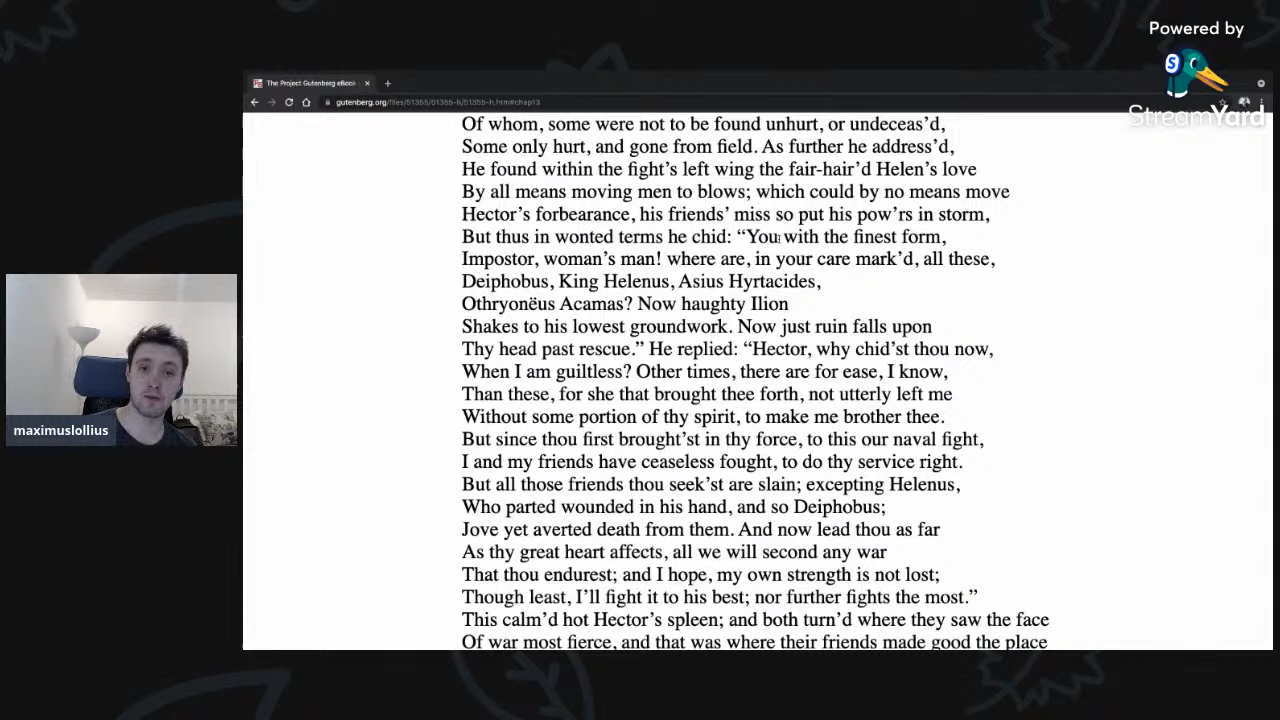 Powered by
StreamYard
The Project Gutenberg eBook
gutenberg.org/files/51355/51355-h/51355-h.htm#chap13
Of whom, some were not to be found unhurt, or undeceas’d,
Some only hurt, and gone from field. As further he address’d,
He found within the fight’s left wing the fair-hair’d Helen’s love
By all means moving men to blows; which could by no means move
Hector’s forbearance, his friends’ miss so put his pow’rs in storm,
But thus in wonted terms he chid: “You with the finest form,
Impostor, woman’s man! where are, in your care mark’d, all these,
Deiphobus, King Helenus, Asius Hyrtacides,
Othryonëus Acamas? Now haughty Ilion
Shakes to his lowest groundwork. Now just ruin falls upon
Thy head past rescue.” He replied: “Hector, why chid’st thou now,
When I am guiltless? Other times, there are for ease, I know,
Than these, for she that brought thee forth, not utterly left me
Without some portion of thy spirit, to make me brother thee.
But since thou first brought’st in thy force, to this our naval fight,
I and my friends have ceaseless fought, to do thy service right.
But all those friends thou seek’st are slain; excepting Helenus,
Who parted wounded in his hand, and so Deiphobus;
Jove yet averted death from them. And now lead thou as far
As thy great heart affects, all we will second any war
That thou endurest; and I hope, my own strength is not lost;
Though least, I’ll fight it to his best; nor further fights the most.”
This calm’d hot Hector’s spleen; and both turn’d where they saw the face
Of war most fierce, and that was where their friends made good the place
maximuslollius